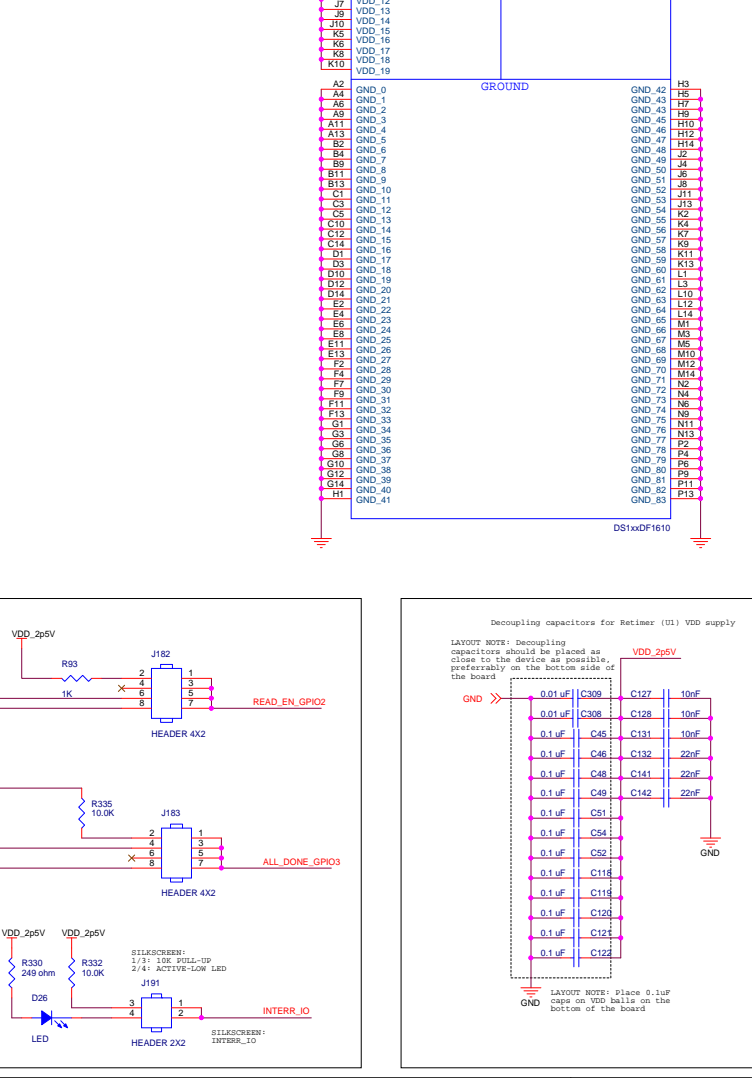 J7 VDD_12
J9 VDD_13
J10 VDD_14
K5 VDD_15
K6 VDD_16
K8 VDD_17
K10 VDD_18
VDD_19
GROUND
A2 GND_0
A4 GND_1
A6 GND_2
A9 GND_3
A11 GND_4
A13 GND_5
B2 GND_6
B4 GND_7
B9 GND_8
B11 GND_9
B13 GND_10
C1 GND_11
C3 GND_12
C5 GND_13
C10 GND_14
C12 GND_15
C14 GND_16
D1 GND_17
D3 GND_18
D10 GND_19
D12 GND_20
D14 GND_21
E2 GND_22
E4 GND_23
E6 GND_24
E8 GND_25
E11 GND_26
E13 GND_27
F2 GND_28
F4 GND_29
F7 GND_30
F9 GND_31
F11 GND_32
F13 GND_33
G1 GND_34
G3 GND_35
G6 GND_36
G8 GND_37
G10 GND_38
G12 GND_39
G14 GND_40
H1 GND_41
GND_42 H3
GND_43 H5
GND_43 H7
GND_45 H9
GND_46 H10
GND_47 H12
GND_48 H14
GND_49 J2
GND_50 J4
GND_51 J6
GND_52 J8
GND_53 J11
GND_54 J13
GND_55 K2
GND_56 K4
GND_57 K7
GND_58 K9
GND_59 K11
GND_60 K13
GND_61 L1
GND_62 L3
GND_63 L10
GND_64 L12
GND_65 L14
GND_66 M1
GND_67 M3
GND_68 M5
GND_69 M10
GND_70 M12
GND_71 M14
GND_72 N2
GND_73 N4
GND_74 N6
GND_75 N9
GND_76 N11
GND_77 N13
GND_78 P2
GND_79 P4
GND_80 P6
GND_81 P9
GND_82 P11
GND_83 P13
DS1xxDF1610
VDD_2p5V
R93
1K
J182
2 1
4 3
6 5
8 7
HEADER 4X2
READ_EN_GPIO2
R335
10.0K
J183
2 1
4 3
6 5
8 7
HEADER 4X2
ALL_DONE_GPIO3
VDD_2p5V VDD_2p5V
R330
249 ohm
R332
10.0K
D26
LED
SILKSCREEN:
1/3: 10K PULL-UP
2/4: ACTIVE-LOW LED
J191
3 1
4 2
HEADER 2X2
INTERR_IO
SILKSCREEN:
INTERR_IO
Decoupling capacitors for Retimer (U1) VDD supply
LAYOUT NOTE: Decoupling
capacitors should be placed as
close to the device as possible,
preferrably on the bottom side of
the board
VDD_2p5V
GND
0.01 uF C309 C127 10nF
0.01 uF C308 C128 10nF
0.1 uF C45 C131 10nF
0.1 uF C46 C132 22nF
0.1 uF C48 C141 22nF
0.1 uF C49 C142 22nF
0.1 uF C51
0.1 uF C54
0.1 uF C52
0.1 uF C118
0.1 uF C119
0.1 uF C120
0.1 uF C121
0.1 uF C122
GND
GND
LAYOUT NOTE: Place 0.1uF
caps on VDD balls on the
bottom of the board